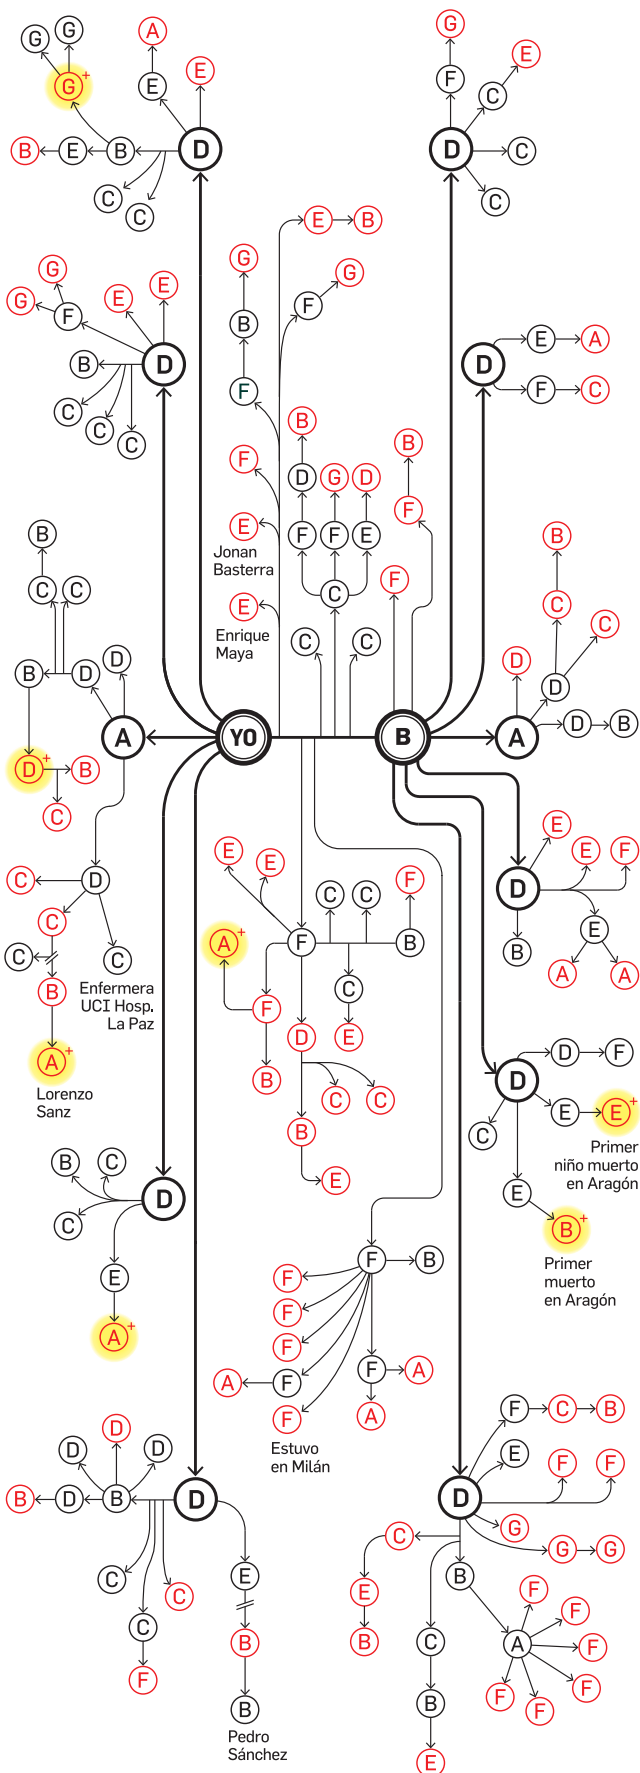 G G A E G E
G+ E F C
B E B D D C
C C C
E B
G G E E G G
F B F
B D D E A
C C C F F C
B B
F D G D B
E F F E F
Jonan
Basterra
B B
C C C F C C
E
Enrique
Maya
C C
B D D D D
A YO B A D B
D+ B
C E
E E F E F
C D C C F D
C A+ F B B E
C C
B C F C A A
Enfermera
UCI Hosp.
La Paz
D E
A+ B C C D D F
Lorenzo
Sanz
B C E+
C E
Primer
niño muerto
en Aragón
B C E E
D B+
C
Primer
muerto
en Aragón
E F B
F
F
A+ F
A F F A
F A
F C B
Estuvo
en Milán
D D D E F F
B D B D D G
C G G
E B
C C E F
F
C B C A F
F F
F F
B B
Pedro
Sánchez
E